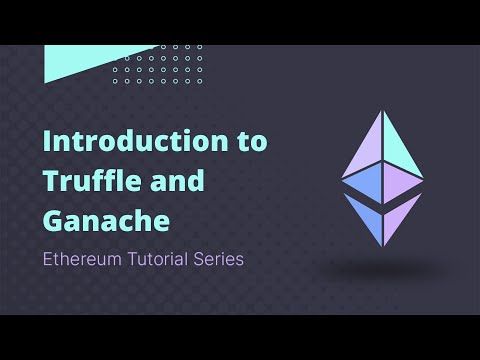 Introduction to
Truffle and
Ganache
Ethereum Tutorial Series